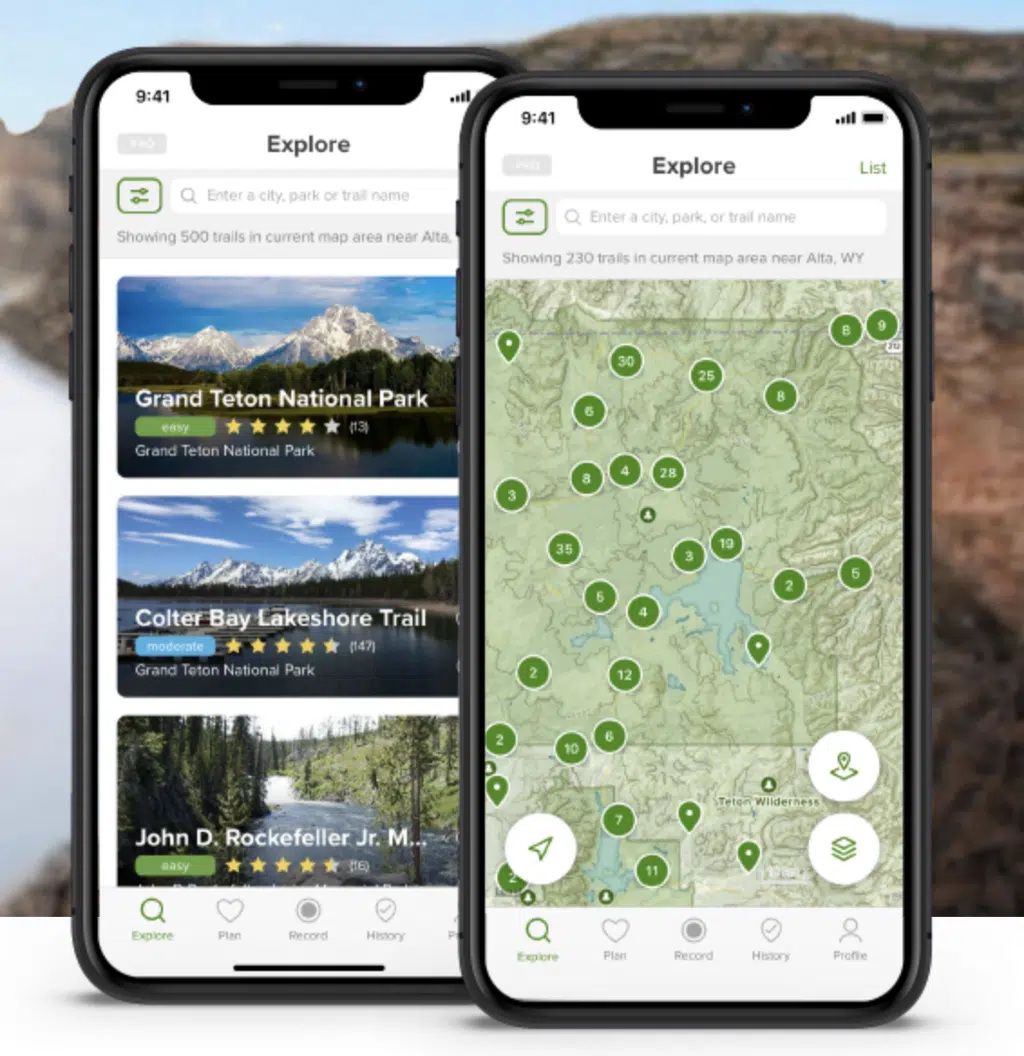 9:41
PRO
Explore
Enter a city, park or trail name
Showing 500 trails in current map area near Alta,
Grand Teton National Park
easy (13)
Grand Teton National Park
Colter Bay Lakeshore Trail
moderate (147)
Grand Teton National Park
John D. Rockefeller Jr. M...
easy (16)
Explore Plan Record History
9:41
PRO
Explore
List
Enter a city, park, or trail name
Showing 230 trails in current map area near Alta, WY
8 9
212
30
25
8
6
8 4 28
3
35
3 19
5
2
5
4
2
12
2
10 6
Teton Wilderness
7
11
2
Explore Plan Record History Profile